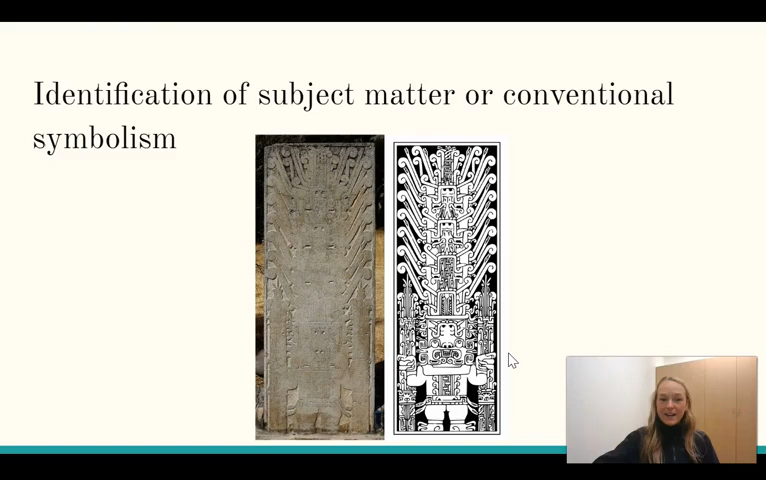 Identification of subject matter or conventional
symbolism